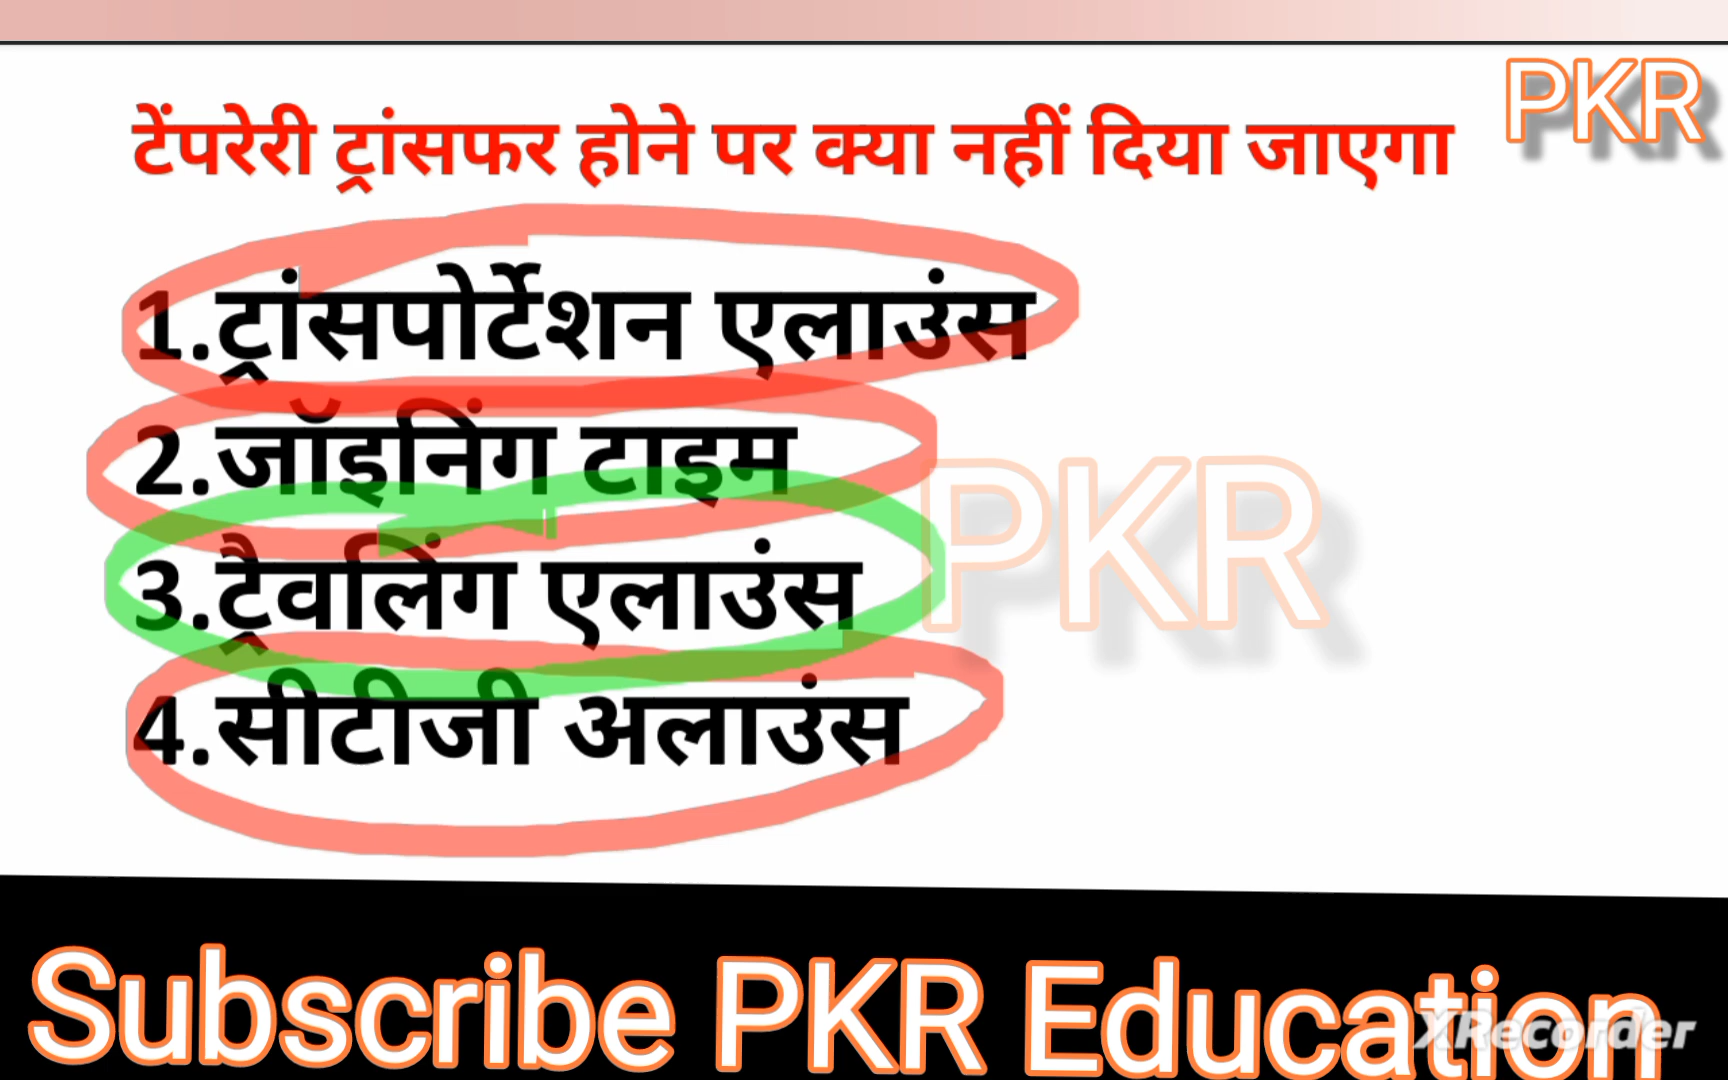 PKR
टेंपरेरी ट्रांसफर होने पर क्या नहीं दिया जाएगा
1.ट्रांसपोर्टेशन एलाउंस
2.जॉइनिंग टाइम
3.ट्रैवलिंग एलाउंस
PKR
4.सीटीजी अलाउंस
Subscribe PKR Education
XRecorder